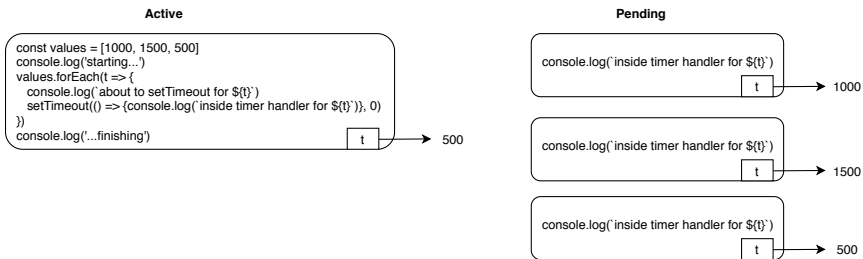 Active
const values = [1000, 1500, 500]
console.log('starting...')
values.forEach(t => {
console.log(`about to setTimeout for ${t}`)
setTimeout(() => {console.log(`inside timer handler for ${t}`)}, 0)
})
console.log('...finishing')
t
500
Pending
console.log(`inside timer handler for ${t}`)
t
1000
console.log(`inside timer handler for ${t}`)
t
1500
console.log(`inside timer handler for ${t}`)
t
500